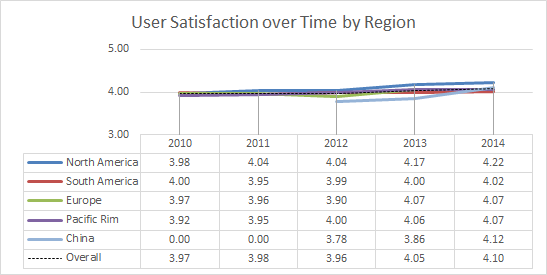 User Satisfaction over Time by Region
5.00
4.00
3.00
2010 2011 2012 2013 2014
North America 3.98 4.04 4.04 4.17 4.22
South America 4.00 3.95 3.99 4.00 4.02
Europe 3.97 3.96 3.90 4.07 4.07
Pacific Rim 3.92 3.95 4.00 4.06 4.07
China 0.00 0.00 3.78 3.86 4.12
Overall 3.97 3.98 3.96 4.05 4.10